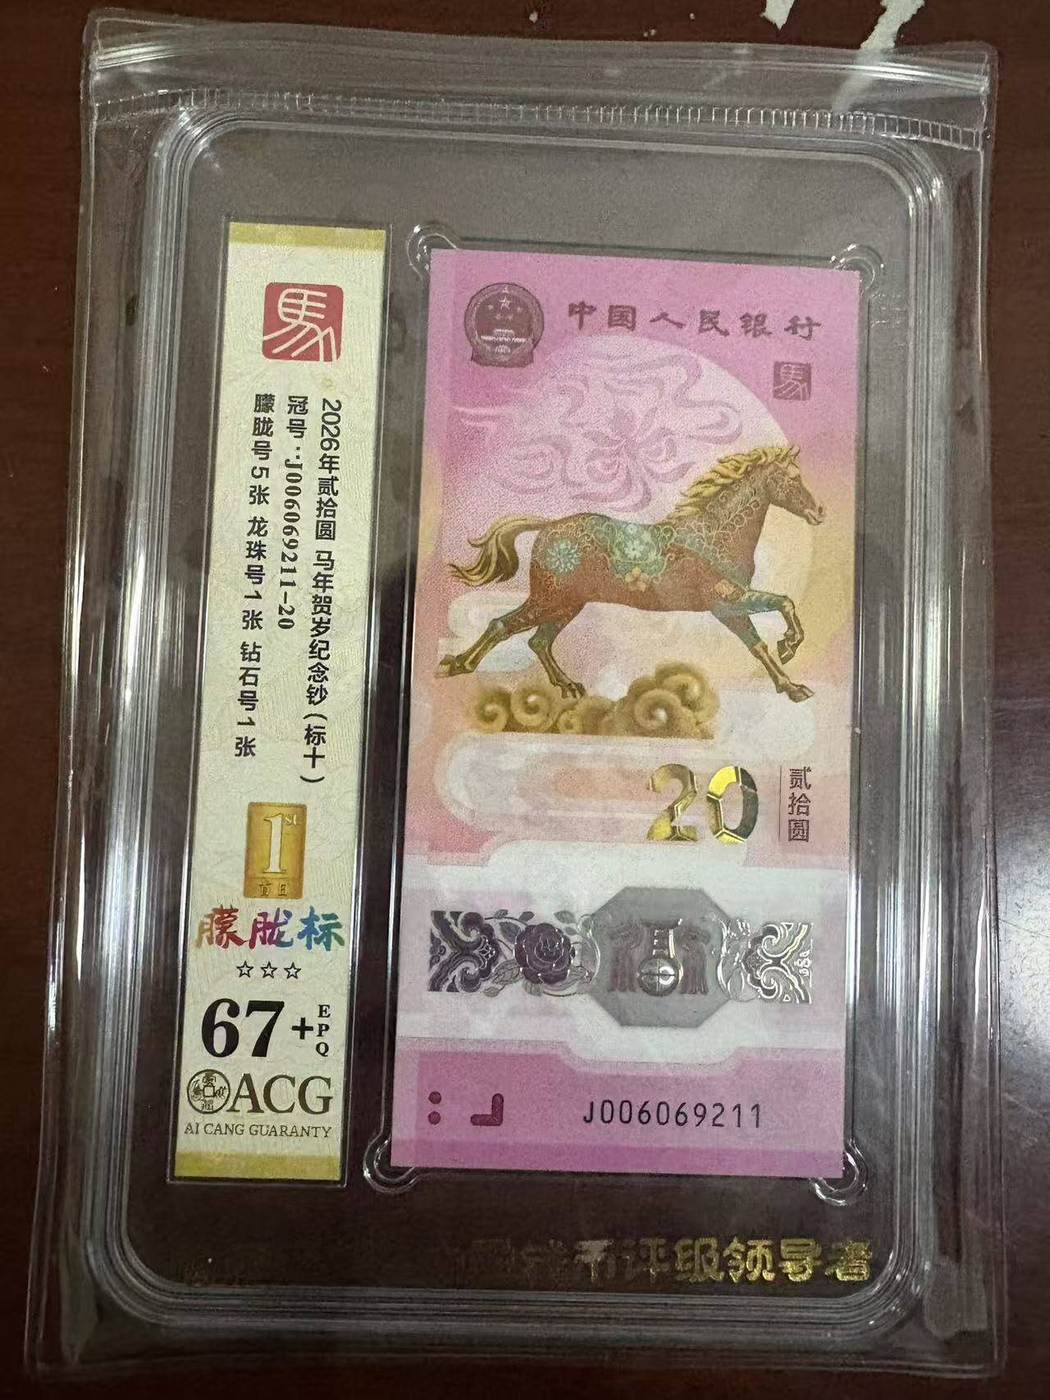 馬
2026年贰拾圆 马年贺岁纪念钞(标十)
冠号:J006069211-20
朦胧号5张 龙珠号1张 钻石号1张
1st
首日
朦胧标
☆☆☆
67+EPQ
ACG
AI CANG GUARANTY
中国人民银行
馬
20
贰拾圆
J006069211
币评级领导者